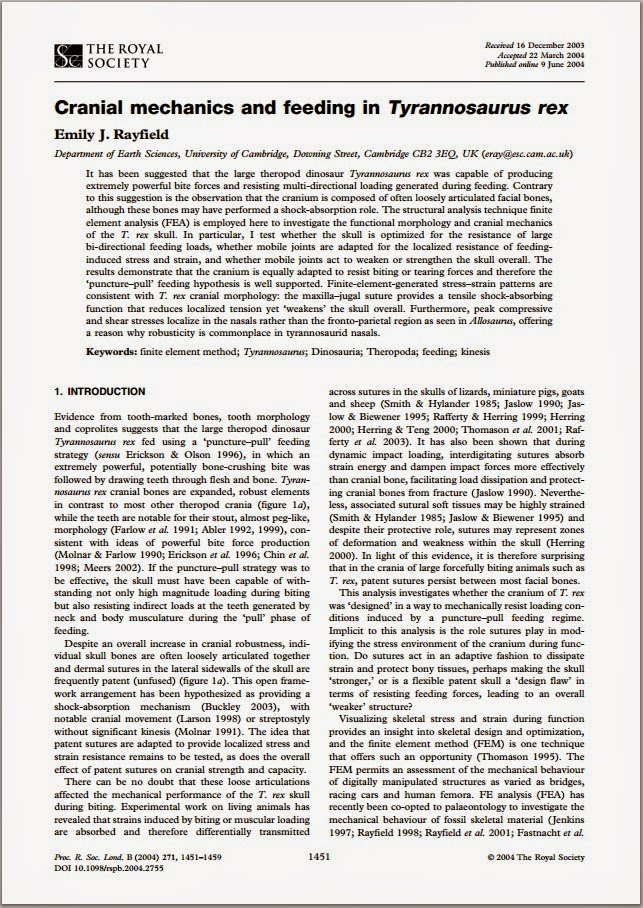 THE ROYAL
SOCIETY
Received 16 December 2003
Accepted 22 March 2004
Published online 9 June 2004
Cranial mechanics and feeding in Tyrannosaurus rex
Emily J. Rayfield
Department of Earth Sciences, University of Cambridge, Downing Street, Cambridge CB2 3EQ, UK (eray@esc.cam.ac.uk)
It has been suggested that the large theropod dinosaur Tyrannosaurus rex was capable of producing
extremely powerful bite forces and resisting multi-directional loading generated during feeding. Contrary
to this suggestion is the observation that the cranium is composed of often loosely articulated facial bones,
although these bones may have performed a shock-absorption role. The structural analysis technique finite
element analysis (FEA) is employed here to investigate the functional morphology and cranial mechanics
of the T. rex skull. In particular, I test whether the skull is optimized for the resistance of large
bi-directional feeding loads, whether mobile joints are adapted for the localized resistance of feeding-
induced stress and strain, and whether mobile joints act to weaken or strengthen the skull overall. The
results demonstrate that the cranium is equally adapted to resist biting or tearing forces and therefore the
‘puncture–pull’ feeding hypothesis is well supported. Finite-element-generated stress–strain patterns are
consistent with T. rex cranial morphology: the maxilla–jugal suture provides a tensile shock-absorbing
function that reduces localized tension yet ‘weakens’ the skull overall. Furthermore, peak compressive
and shear stresses localize in the nasals rather than the fronto-parietal region as seen in Allosaurus, offering
a reason why robusticity is commonplace in tyrannosaurid nasals.
Keywords: finite element method; Tyrannosaurus; Dinosauria; Theropoda; feeding; kinesis
1. INTRODUCTION
Evidence from tooth-marked bones, tooth morphology
and coprolites suggests that the large theropod dinosaur
Tyrannosaurus rex fed using a ‘puncture–pull’ feeding
strategy (sensu Erickson & Olson 1996), in which an
extremely powerful, potentially bone-crushing bite was
followed by drawing teeth through flesh and bone. Tyran-
nosaurus rex cranial bones are expanded, robust elements
in contrast to most other theropod crania (figure 1a),
while the teeth are notable for their stout, almost peg-like,
morphology (Farlow et al. 1991; Abler 1992, 1999), con-
sistent with ideas of powerful bite force production
(Molnar & Farlow 1990; Erickson et al. 1996; Chin et al.
1998; Meers 2002). If the puncture–pull strategy was to
be effective, the skull must have been capable of with-
standing not only high magnitude loading during biting
but also resisting indirect loads at the teeth generated by
neck and body musculature during the ‘pull’ phase of
feeding.
Despite an overall increase in cranial robustness, indi-
vidual skull bones are often loosely articulated together
and dermal sutures in the lateral sidewalls of the skull are
frequently patent (unfused) (figure 1a). This open frame-
work arrangement has been hypothesized as providing a
shock-absorption mechanism (Buckley 2003), with
notable cranial movement (Larson 1998) or streptostyly
without significant kinesis (Molnar 1991). The idea that
patent sutures are adapted to provide localized stress and
strain resistance remains to be tested, as does the overall
effect of patent sutures on cranial strength and capacity.
There can be no doubt that these loose articulations
affected the mechanical performance of the T. rex skull
during biting. Experimental work on living animals has
revealed that strains induced by biting or muscular loading
are absorbed and therefore differentially transmitted
across sutures in the skulls of lizards, miniature pigs, goats
and sheep (Smith & Hylander 1985; Jaslow 1990; Jas-
low & Biewener 1995; Rafferty & Herring 1999; Herring
2000; Herring & Teng 2000; Thomason et al. 2001; Raf-
ferty et al. 2003). It has also been shown that during
dynamic impact loading, interdigitating sutures absorb
strain energy and dampen impact forces more effectively
than cranial bone, facilitating load dissipation and protect-
ing cranial bones from fracture (Jaslow 1990). Neverthe-
less, associated sutural soft tissues may be highly strained
(Smith & Hylander 1985; Jaslow & Biewener 1995) and
despite their protective role, sutures may represent zones
of deformation and weakness within the skull (Herring
2000). In light of this evidence, it is therefore surprising
that in the crania of large forcefully biting animals such as
T. rex, patent sutures persist between most facial bones.
This analysis investigates whether the cranium of T. rex
was ‘designed’ in a way to mechanically resist loading con-
ditions induced by a puncture–pull feeding regime.
Implicit to this analysis is the role sutures play in mod-
ifying the stress environment of the cranium during func-
tion. Do sutures act in an adaptive fashion to dissipate
strain and protect bony tissues, perhaps making the skull
‘stronger,’ or is a flexible patent skull a ‘design flaw’ in
terms of resisting feeding forces, leading to an overall
‘weaker’ structure?
Visualizing skeletal stress and strain during function
provides an insight into skeletal design and optimization,
and the finite element method (FEM) is one technique
that offers such an opportunity (Thomason 1995). The
FEM permits an assessment of the mechanical behaviour
of digitally manipulated structures as varied as bridges,
racing cars and human femora. FE analysis (FEA) has
recently been co-opted to palaeontology to investigate the
mechanical behaviour of fossil skeletal material (Jenkins
1997; Rayfield 1998; Rayfield et al. 2001; Fastnacht et al.
Proc. R. Soc. Lond. B (2004) 271, 1451–1459
DOI 10.1098/rspb.2004.2755
1451
© 2004 The Royal Society